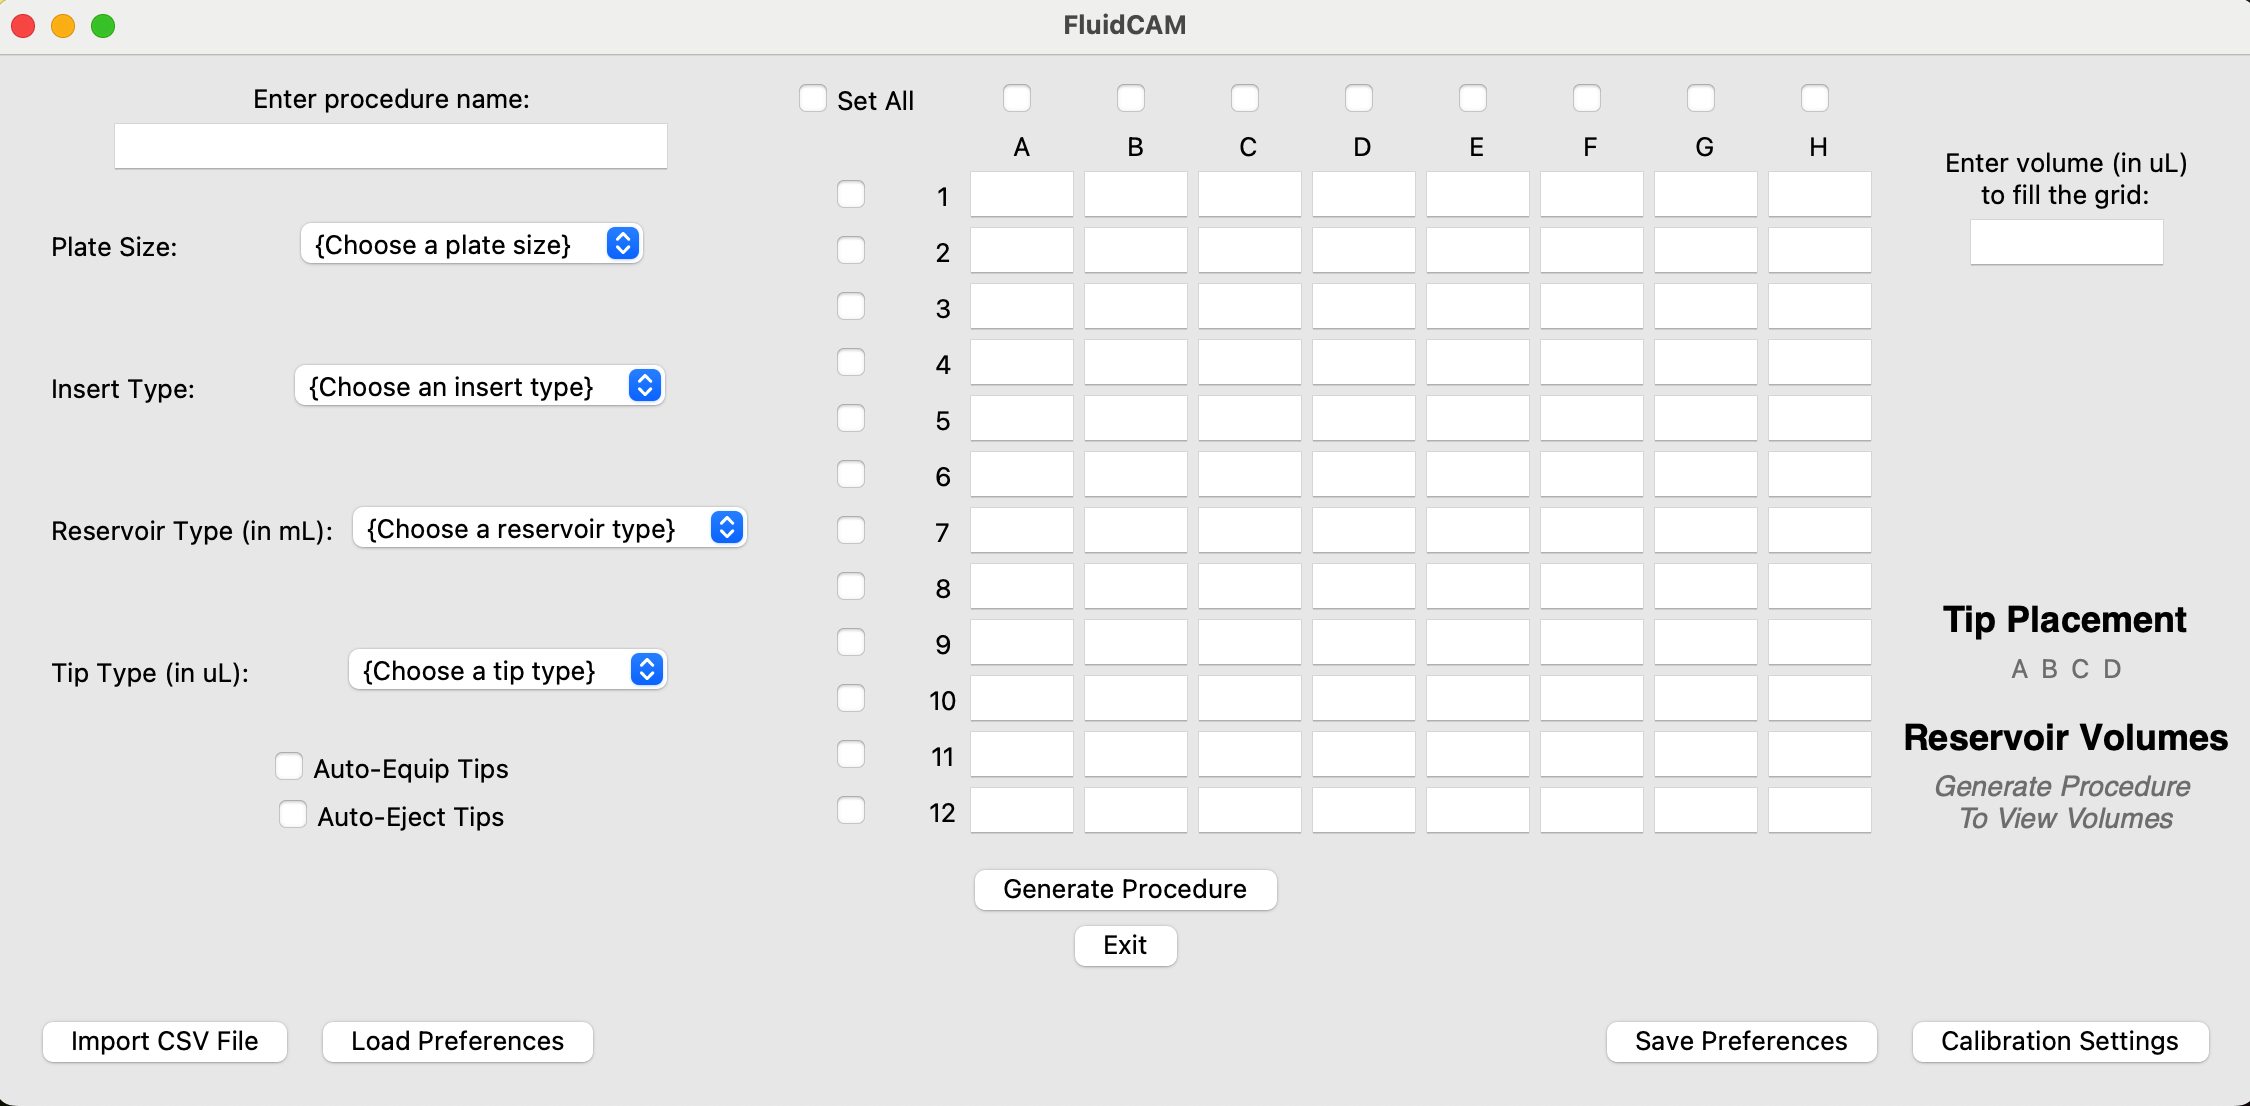 FluidCAM
Enter procedure name:
Set All
A B C D E F G H
Enter volume (in uL)
to fill the grid:
Plate Size: {Choose a plate size}
Insert Type: {Choose an insert type}
Reservoir Type (in mL): {Choose a reservoir type}
Tip Type (in uL): {Choose a tip type}
Auto-Equip Tips
Auto-Eject Tips
1
2
3
4
5
6
7
8
9
10
11
12
Tip Placement
A B C D
Reservoir Volumes
Generate Procedure
To View Volumes
Generate Procedure
Exit
Import CSV File
Load Preferences
Save Preferences
Calibration Settings